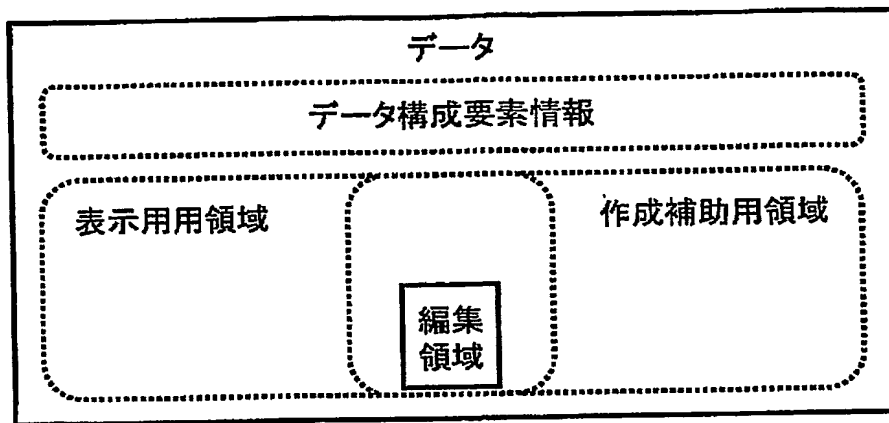 データ
データ構成要素情報
表示用用領域
作成補助用領域
編集
領域